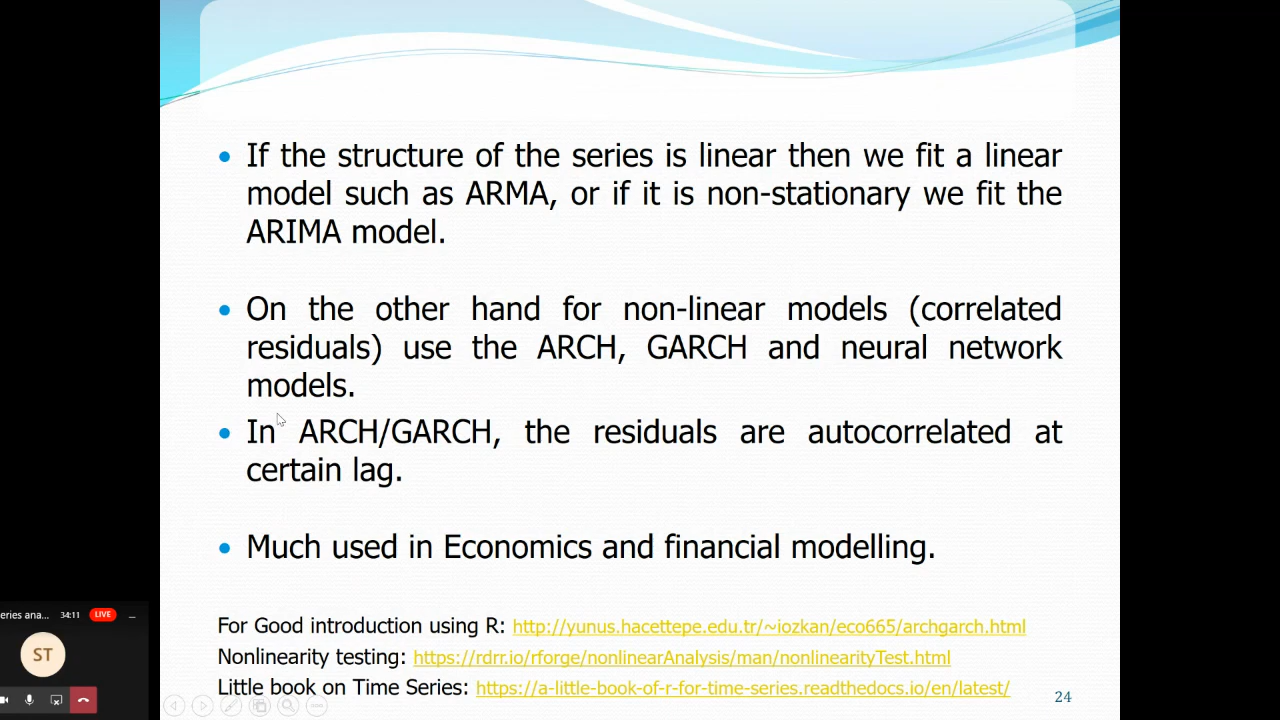 If the structure of the series is linear then we fit a linear
model such as ARMA, or if it is non-stationary we fit the
ARIMA model.
On the other hand for non-linear models (correlated
residuals) use the ARCH, GARCH and neural network
models.
In ARCH/GARCH, the residuals are autocorrelated at
certain lag.
Much used in Economics and financial modelling.
For Good introduction using R: http://yunus.hacettepe.edu.tr/~iozkan/eco665/archgarch.html
Nonlinearity testing: https://rdrr.io/rforge/nonlinearAnalysis/man/nonlinearityTest.html
Little book on Time Series: https://a-little-book-of-r-for-time-series.readthedocs.io/en/latest/
24
eries ana... 34:11 LIVE
ST